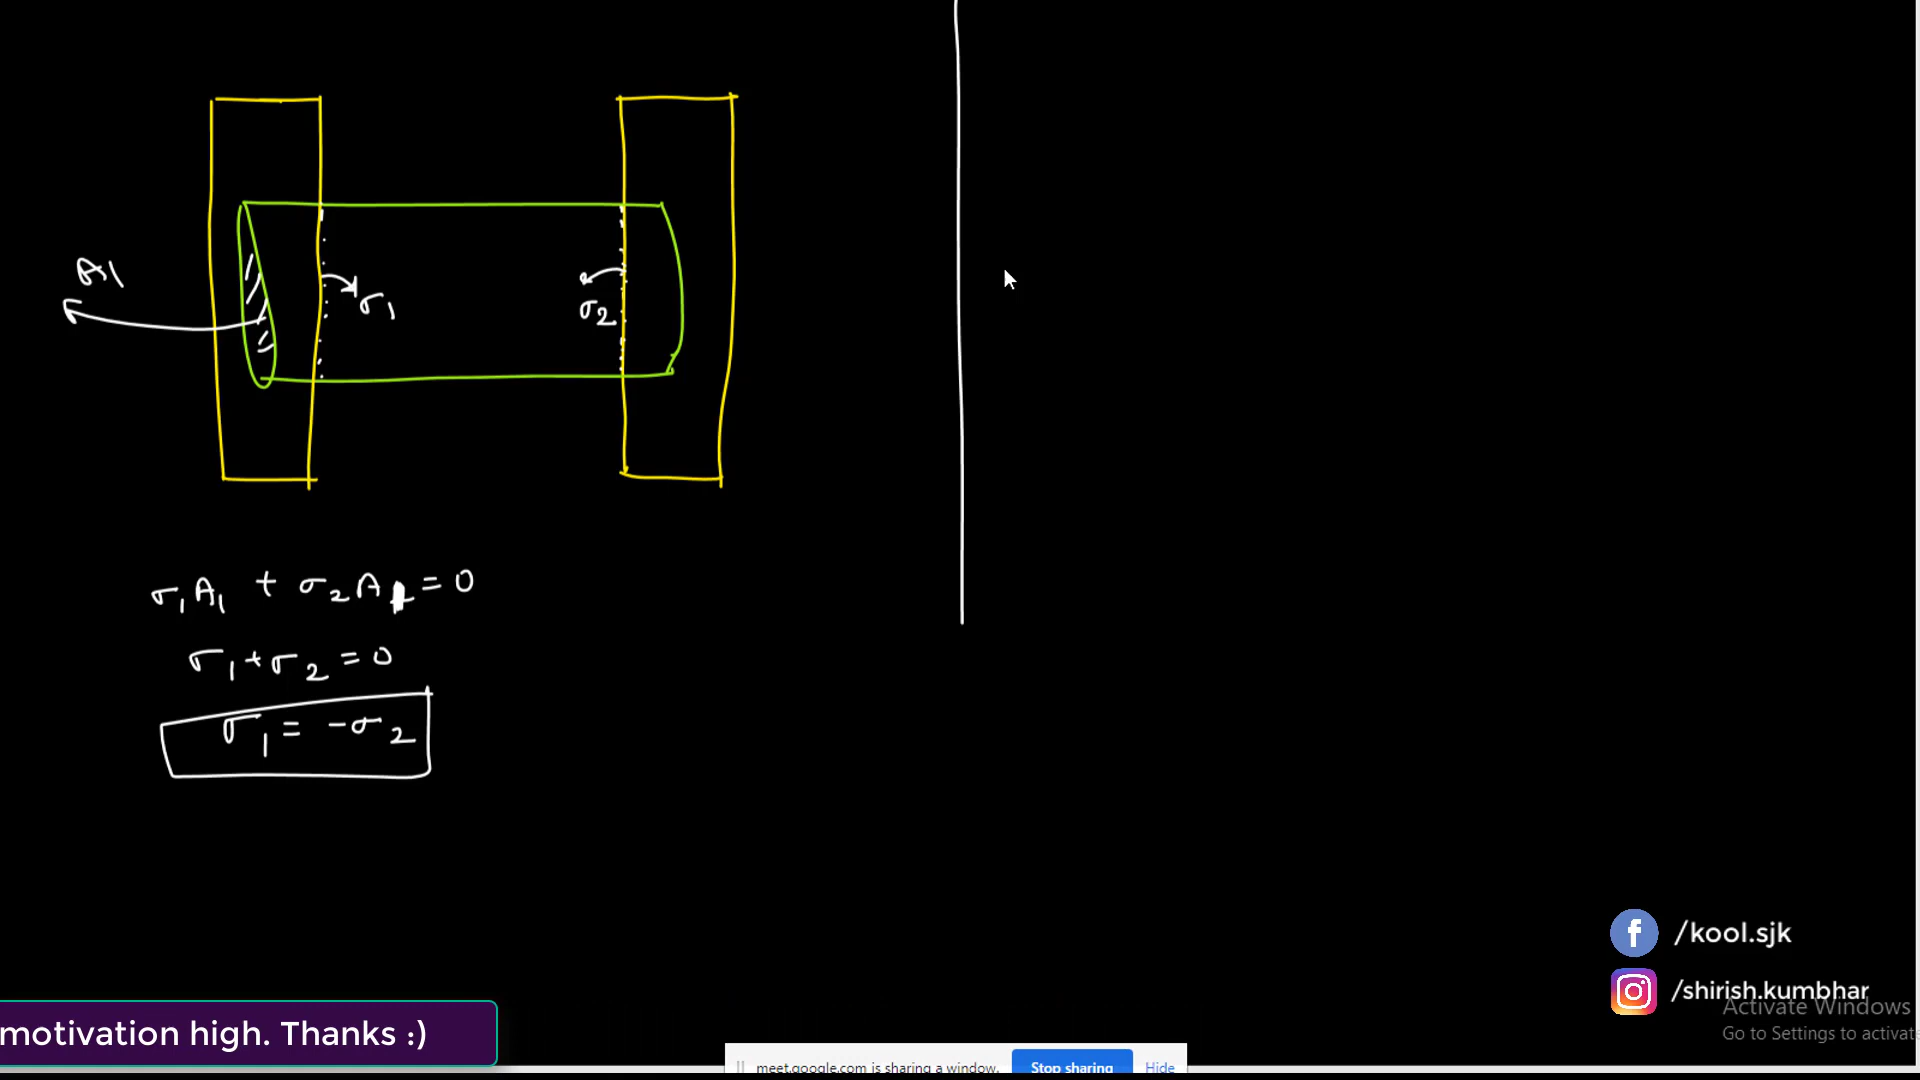 A1
σ1
σ2
σ1A1 + σ2A1 = 0
σ1+σ2 = 0
σ1 = -σ2
/kool.sjk
/shirish.kumbhar
Activate Windows
Go to Settings to activat
motivation high. Thanks :)
meet.google.com is sharing a window.
Stop sharing
Hide